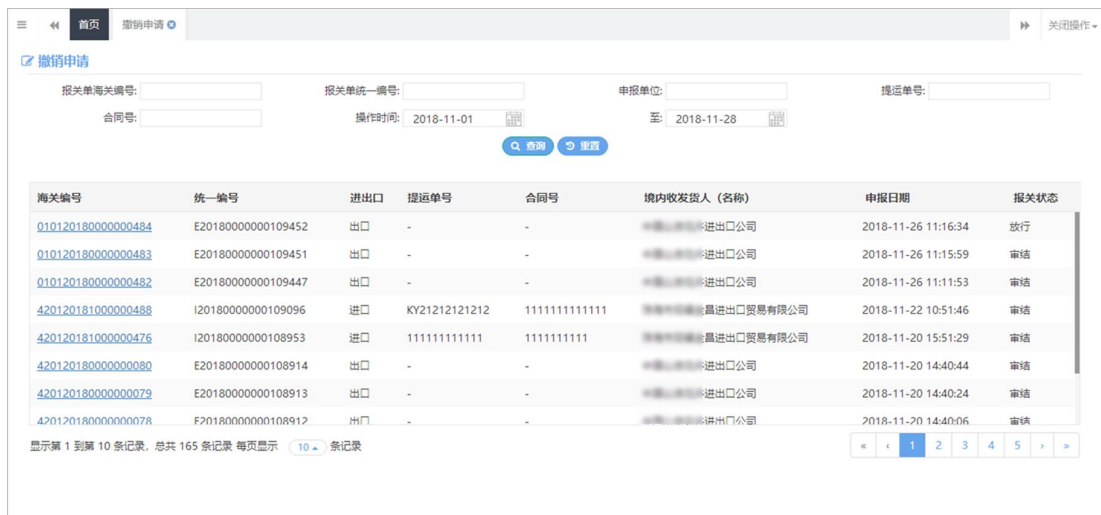 首页 撤销申请 关闭操作
撤销申请
报关单海关编号: 报关单统一编号: 申报单位: 提运单号:
合同号: 操作时间: 2018-11-01 至: 2018-11-28
查询 重置
海关编号 统一编号 进出口 提运单号 合同号 境内收发货人（名称） 申报日期 报关状态
010120180000000484 E20180000000109452 出口 - - 进出口公司 2018-11-26 11:16:34 放行
010120180000000483 E20180000000109451 出口 - - 进出口公司 2018-11-26 11:15:59 审结
010120180000000482 E20180000000109447 出口 - - 进出口公司 2018-11-26 11:11:53 审结
420120181000000488 I20180000000109096 进口 KY21212121212 1111111111111 昌进出口贸易有限公司 2018-11-22 10:51:46 审结
420120181000000476 I20180000000108953 进口 111111111111 1111111111 昌进出口贸易有限公司 2018-11-20 15:51:29 审结
420120180000000080 E20180000000108914 出口 - - 进出口公司 2018-11-20 14:40:44 审结
420120180000000079 E20180000000108913 出口 - - 进出口公司 2018-11-20 14:40:24 审结
420120180000000078 E20180000000108912 出口 - - 进出口公司 2018-11-20 14:40:06 审结
显示第 1 到第 10 条记录，总共 165 条记录 每页显示 10 条记录 « ‹ 1 2 3 4 5 › »